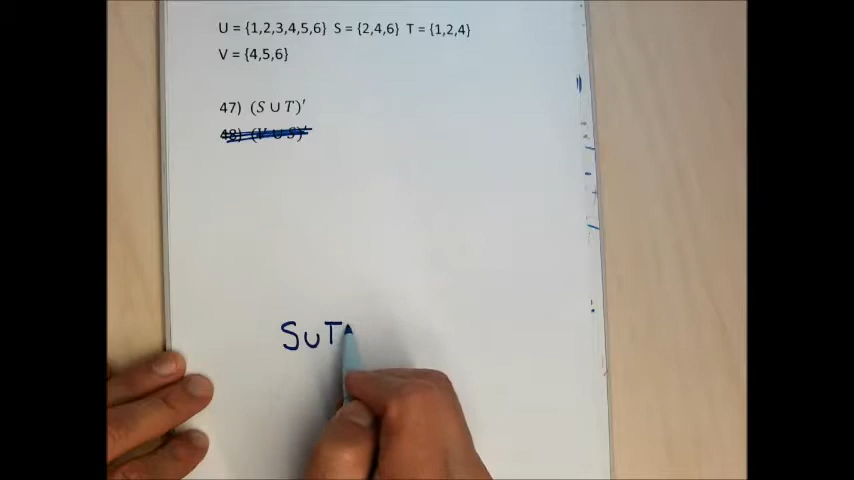 U = {1,2,3,4,5,6} S = {2,4,6} T = {1,2,4}
V = {4,5,6}
47) (S ∪ T)′
48) (V ∪ S)′
S∪T